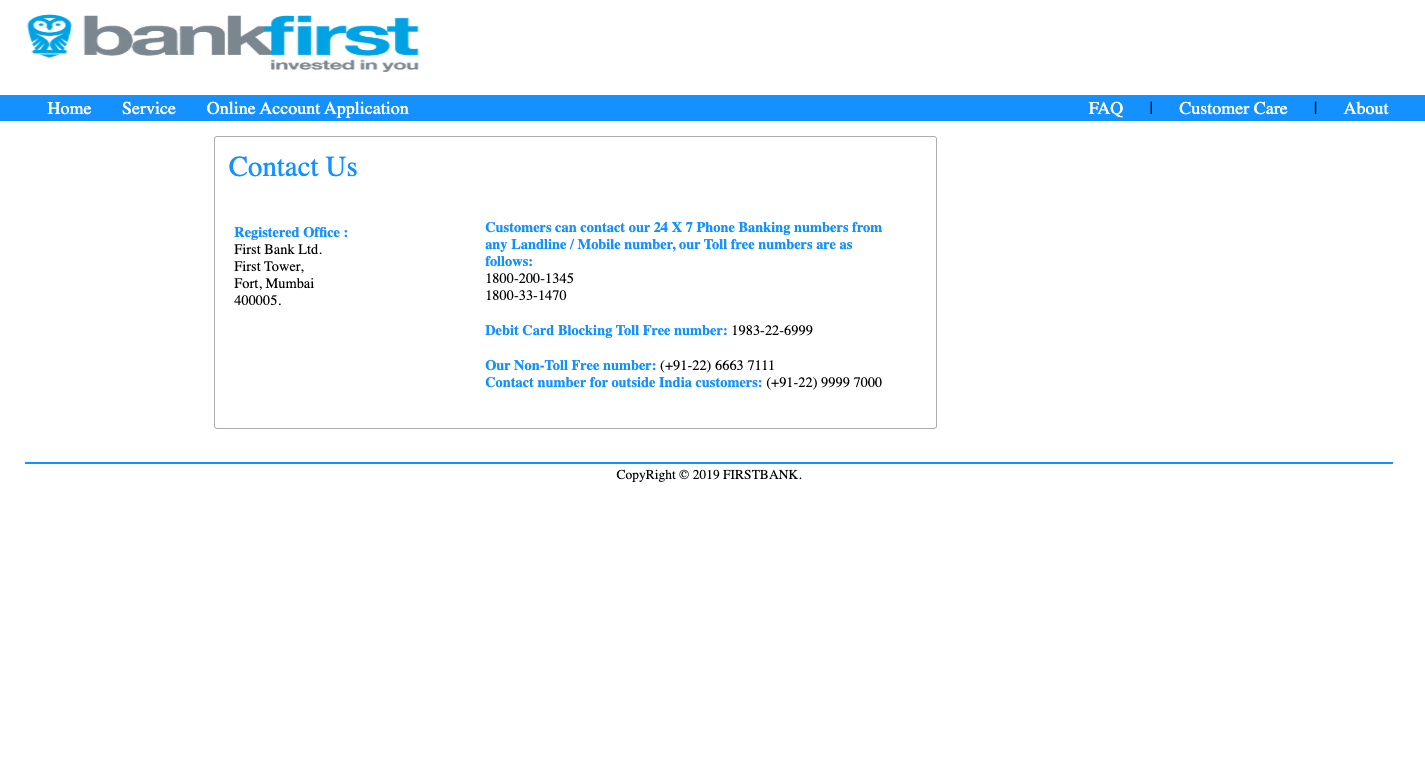 bankfirst
invested in you
Home Service Online Account Application FAQ | Customer Care | About
Contact Us
Registered Office :
First Bank Ltd.
First Tower,
Fort, Mumbai
400005.
Customers can contact our 24 X 7 Phone Banking numbers from
any Landline / Mobile number, our Toll free numbers are as
follows:
1800-200-1345
1800-33-1470
Debit Card Blocking Toll Free number: 1983-22-6999
Our Non-Toll Free number: (+91-22) 6663 7111
Contact number for outside India customers: (+91-22) 9999 7000
CopyRight © 2019 FIRSTBANK.